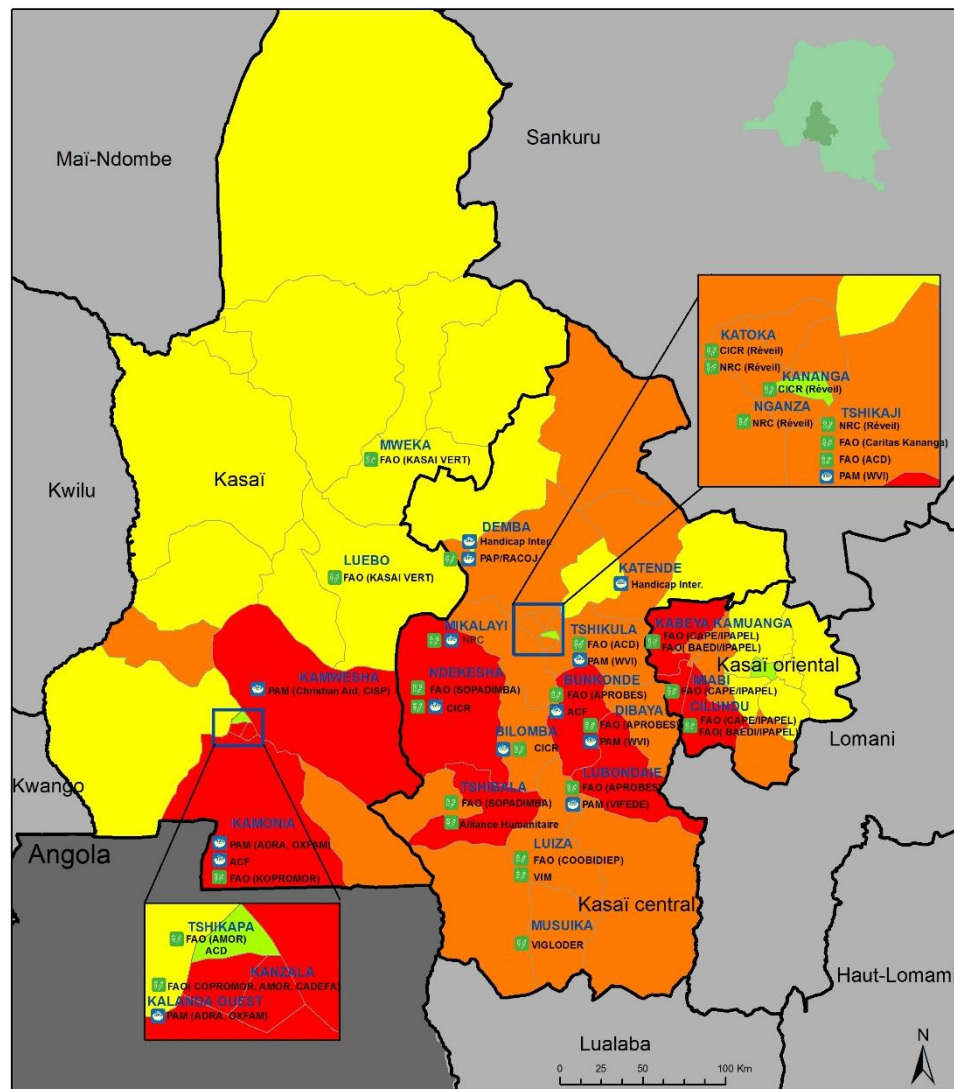 Maï-Ndombe
Sankuru
KATOKA
CICR (Réveil)
NRC (Réveil)
KANANGA
CICR (Réveil)
NGANZA
NRC (Réveil)
TSHIKAJI
NRC (Réveil)
FAO (Caritas Kananga)
FAO (ACD)
PAM (WVI)
Kwilu
Kasaï
MWEKA
FAO (KASAI VERT)
LUEBO
FAO (KASAI VERT)
DEMBA
Handicap Inter.
PAP/RACOJ
KATENDE
Handicap Inter.
MIKALAYI
NRC
TSHIKULA
FAO (ACD)
PAM (WVI)
KABEYA KAMUANGA
FAO (CAPE/IPAPEL)
FAO( BAEDI/IPAPEL)
Kasaï oriental
MIABI
FAO (CAPE/IPAPEL)
CILUNDU
FAO (CAPE/IPAPEL)
FAO( BAEDI/IPAPEL)
KAMWESHA
PAM (Christian Aid, CISP)
NDEKESHA
FAO (SOPADIMBA)
CICR
BUNKONDE
FAO (APROBES)
ACF
DIBAYA
FAO (APROBES)
PAM (WVI)
BILOMBA
CICR
Lomani
Kwango
TSHIBALA
FAO (SOPADIMBA)
Alliance Humanitaire
LUBONDAIE
FAO (APROBES)
PAM (VIFEDE)
KAMONIA
PAM (ADRA, OXFAM)
ACF
FAO (KOPROMOR)
Angola
LUIZA
FAO (COOBIDIEP)
VIM
Kasaï central
MUSUIKA
VIGLODER
TSHIKAPA
FAO (AMOR)
ACD
KANZALA
FAO( COPROMOR, AMOR, CADEFA)
KALANDA OUEST
PAM (ADRA, OXFAM)
Haut-Lomami
Lualaba
0 25 50 100 Km
N